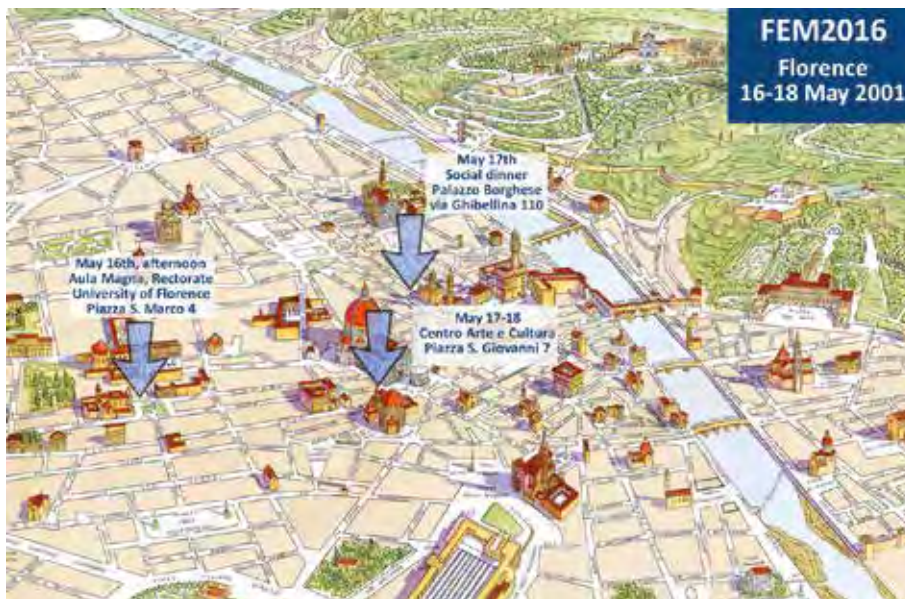 FEM2016
Florence
16-18 May 2001
May 17th
Social dinner
Palazzo Borghese
via Ghibellina 110
May 16th, afternoon
Aula Magna, Rectorate
University of Florence
Piazza S. Marco 4
May 17-18
Centro Arte e Cultura
Piazza S. Giovanni 7